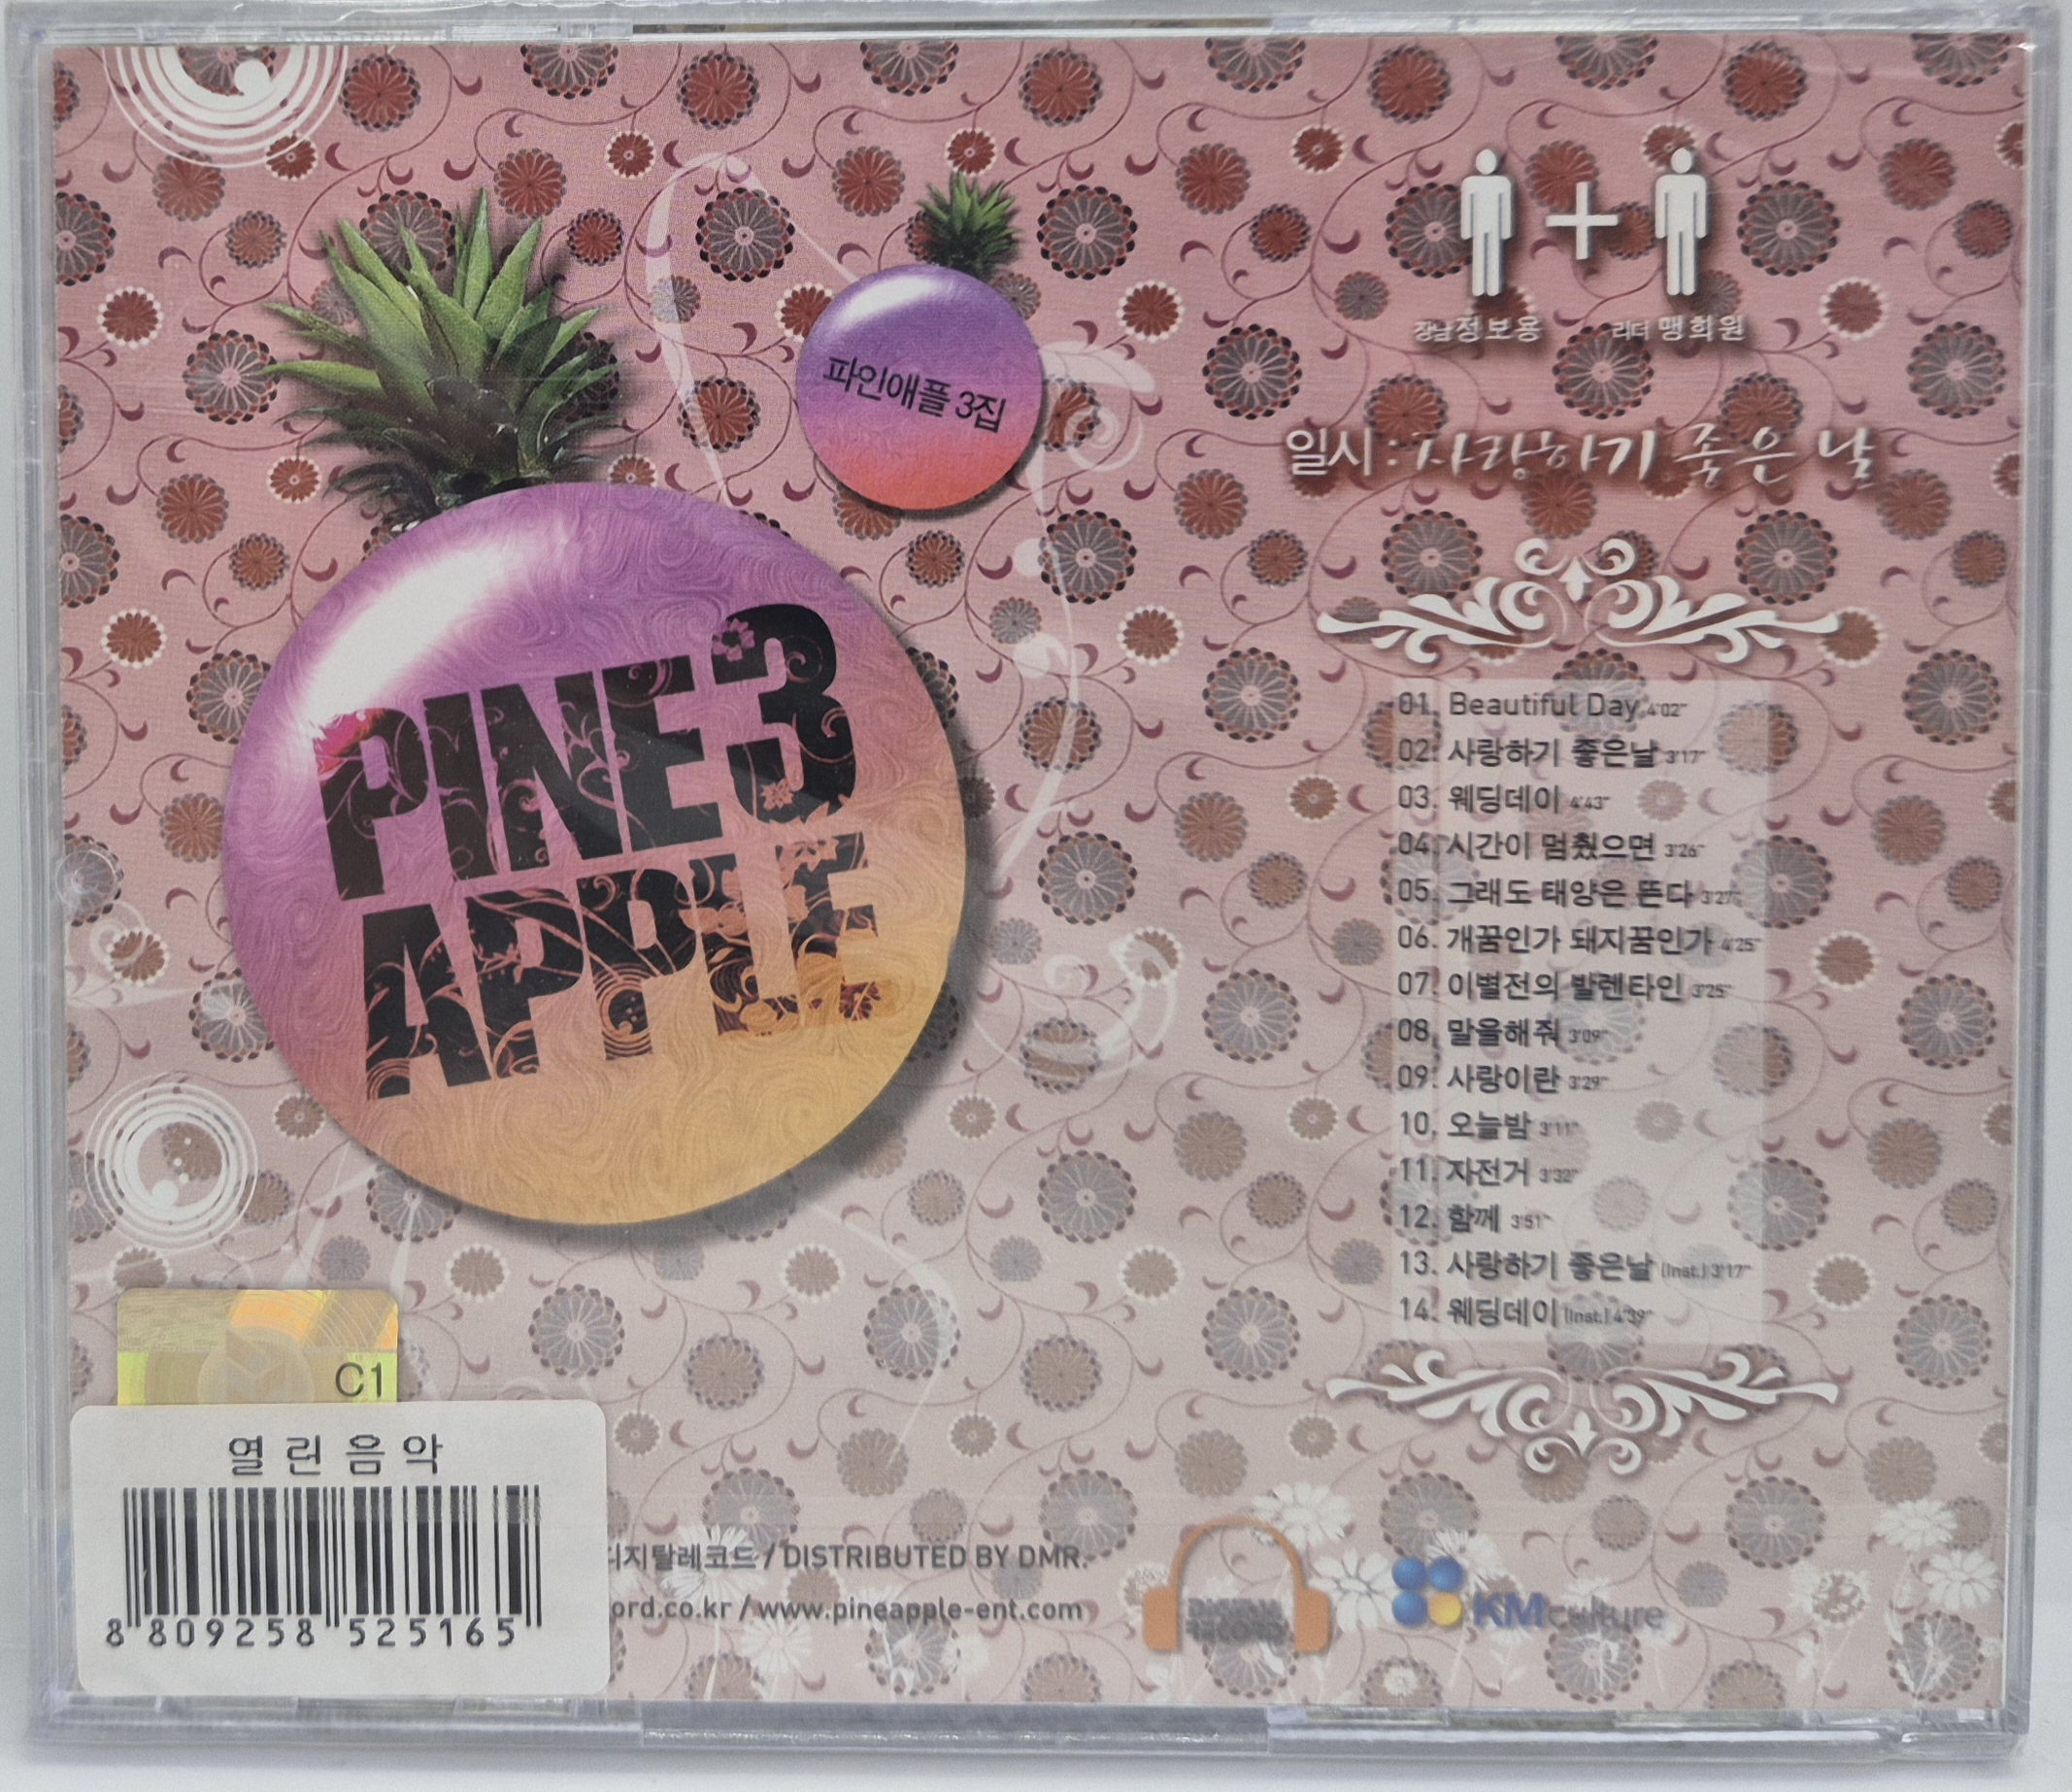 파인애플 3집
PINE 3
APPLE
장남 정보용
리더 맹희원
일시 : 사랑하기 좋은 날
01. Beautiful Day 4'02"
02. 사랑하기 좋은날 3'17"
03. 웨딩데이 4'43"
04. 시간이 멈췄으면 3'26"
05. 그래도 태양은 뜬다 3'27"
06. 개꿈인가 돼지꿈인가 4'25"
07. 이별전의 발렌타인 3'25"
08. 말을해줘 3'09"
09. 사랑이란 3'29"
10. 오늘밤 3'11"
11. 자전거 3'32"
12. 함께 3'51"
13. 사랑하기 좋은날 (Inst.) 3'17"
14. 웨딩데이 (Inst.) 4'39"
C1
열린음악
8 809258 525165
디지탈레코드 / DISTRIBUTED BY DMR.
ord.co.kr / www.pineapple-ent.com
DIGITAL
RECORD
KMculture